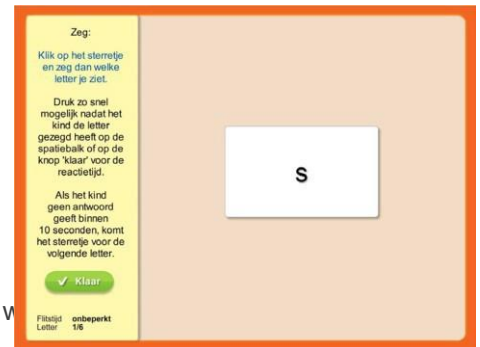 Zeg:
Klik op het sterretje
en zeg dan welke
letter je ziet.
Druk zo snel
mogelijk nadat het
kind de letter
gezegd heeft op de
spatiebalk of op de
knop 'klaar' voor de
reactietijd.
Als het kind
geen antwoord
geeft binnen
10 seconden, komt
het sterretje voor de
volgende letter.
Klaar
Flitstijd onbeperkt
Letter 1/6
s